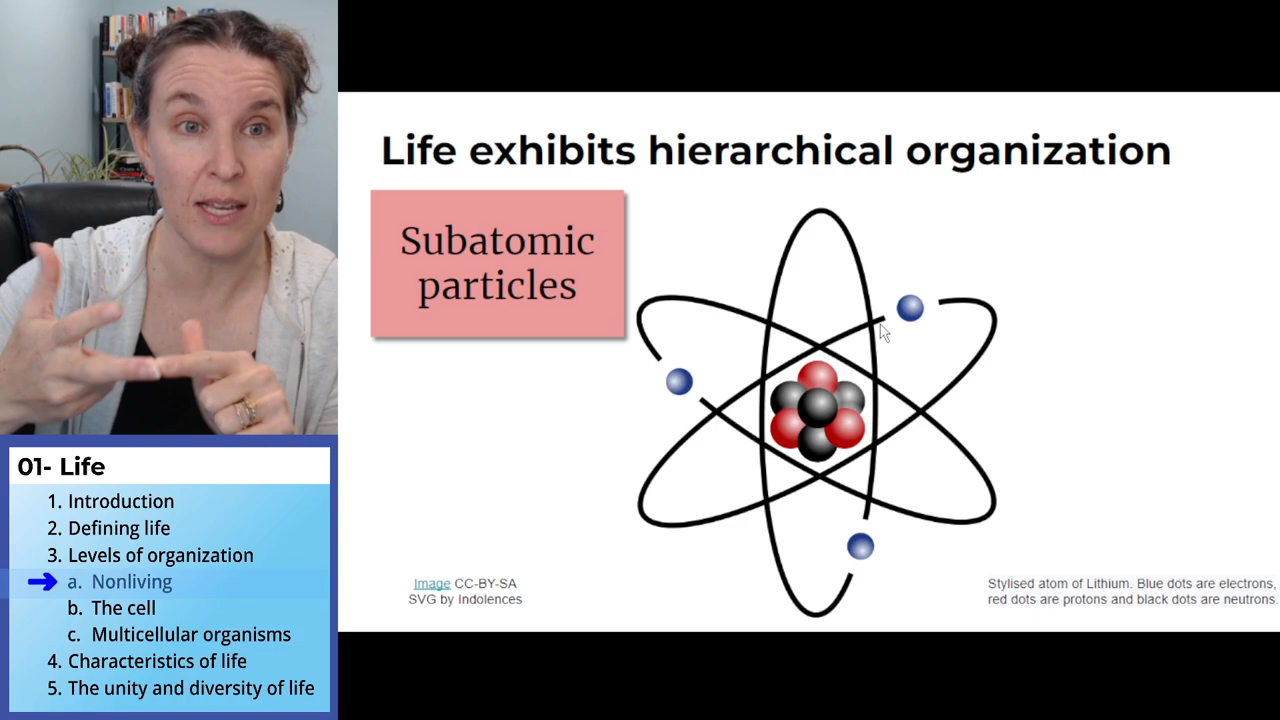 Life exhibits hierarchical organization
Subatomic
particles
Image CC-BY-SA
SVG by Indolences
Stylised atom of Lithium. Blue dots are electrons,
red dots are protons and black dots are neutrons.
01- Life
1. Introduction
2. Defining life
3. Levels of organization
a. Nonliving
b. The cell
c. Multicellular organisms
4. Characteristics of life
5. The unity and diversity of life